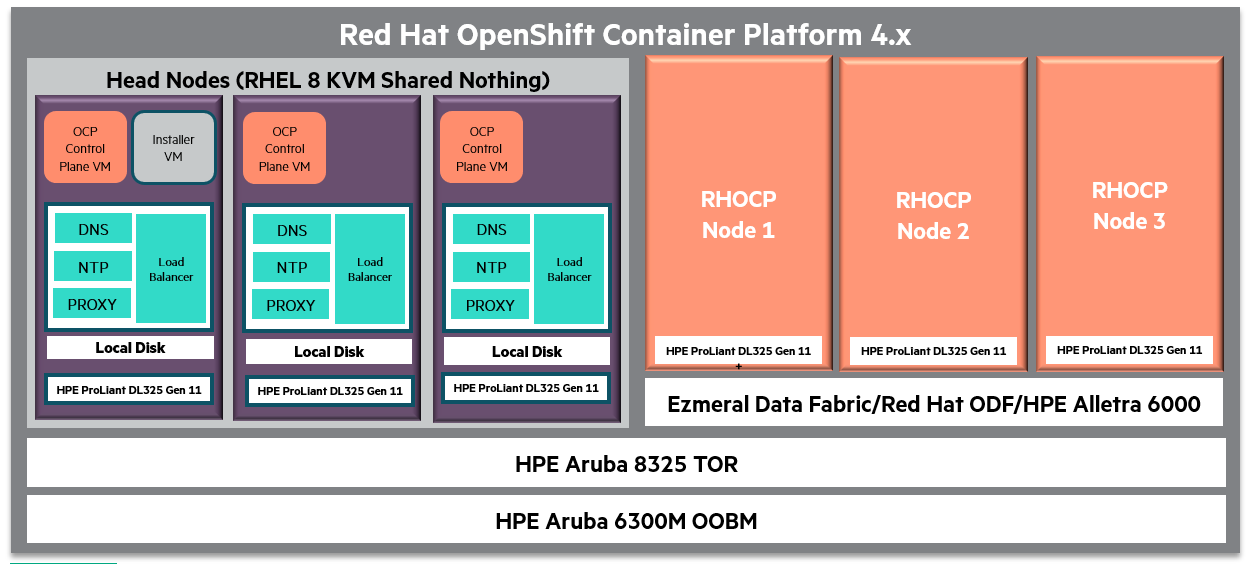 Red Hat OpenShift Container Platform 4.x
Head Nodes (RHEL 8 KVM Shared Nothing)
OCP
Control
Plane VM
Installer
VM
DNS
NTP
PROXY
Load
Balancer
Local Disk
HPE ProLiant DL325 Gen 11
OCP
Control
Plane VM
DNS
NTP
PROXY
Load
Balancer
Local Disk
HPE ProLiant DL325 Gen 11
OCP
Control
Plane VM
DNS
NTP
PROXY
Load
Balancer
Local Disk
HPE ProLiant DL325 Gen 11
RHOCP
Node 1
HPE ProLiant DL325 Gen 11
+
RHOCP
Node 2
HPE ProLiant DL325 Gen 11
RHOCP
Node 3
HPE ProLiant DL325 Gen 11
Ezmeral Data Fabric/Red Hat ODF/HPE Alletra 6000
HPE Aruba 8325 TOR
HPE Aruba 6300M OOBM